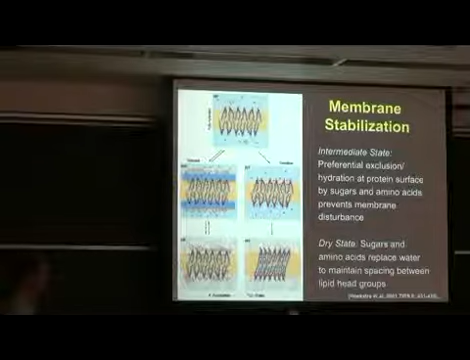 Membrane
Stabilization
Intermediate State:
Preferential exclusion/
hydration at protein surface
by sugars and amino acids
prevents membrane
disturbance
Dry State: Sugars and
amino acids replace water
to maintain spacing between
lipid head groups